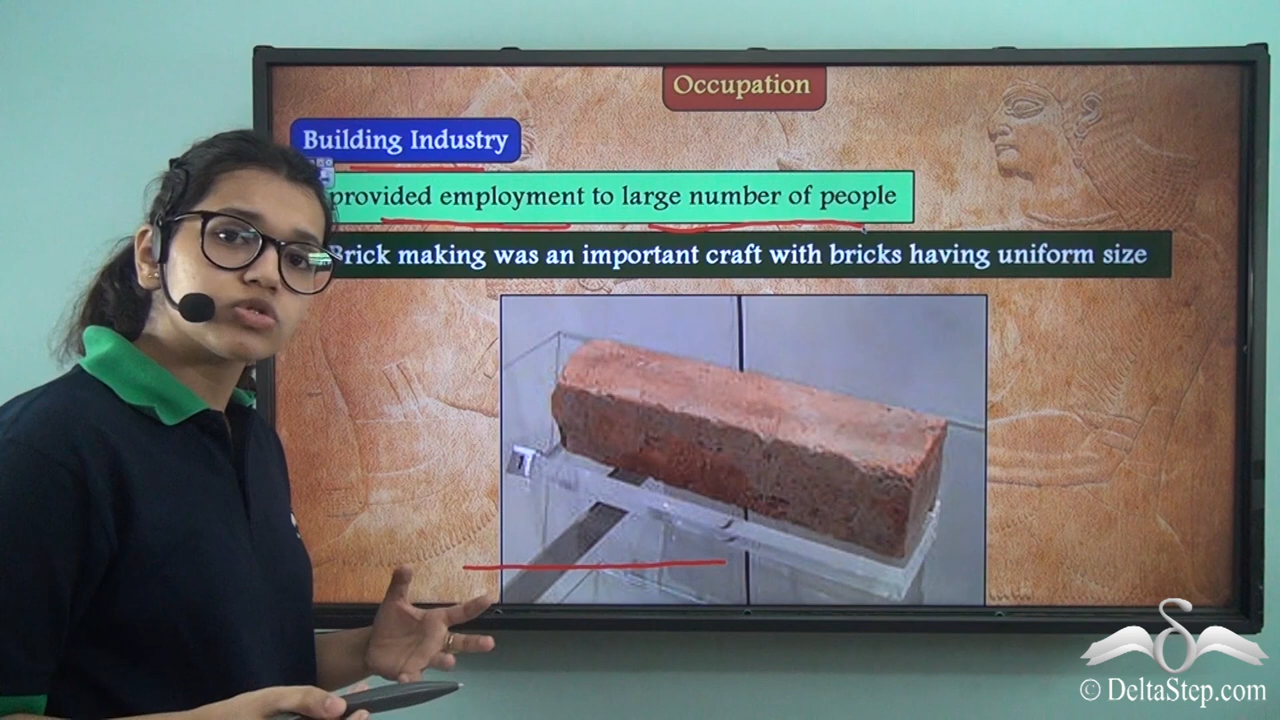 Occupation
Building Industry
provided employment to large number of people
Brick making was an important craft with bricks having uniform size
1
© DeltaStep.com